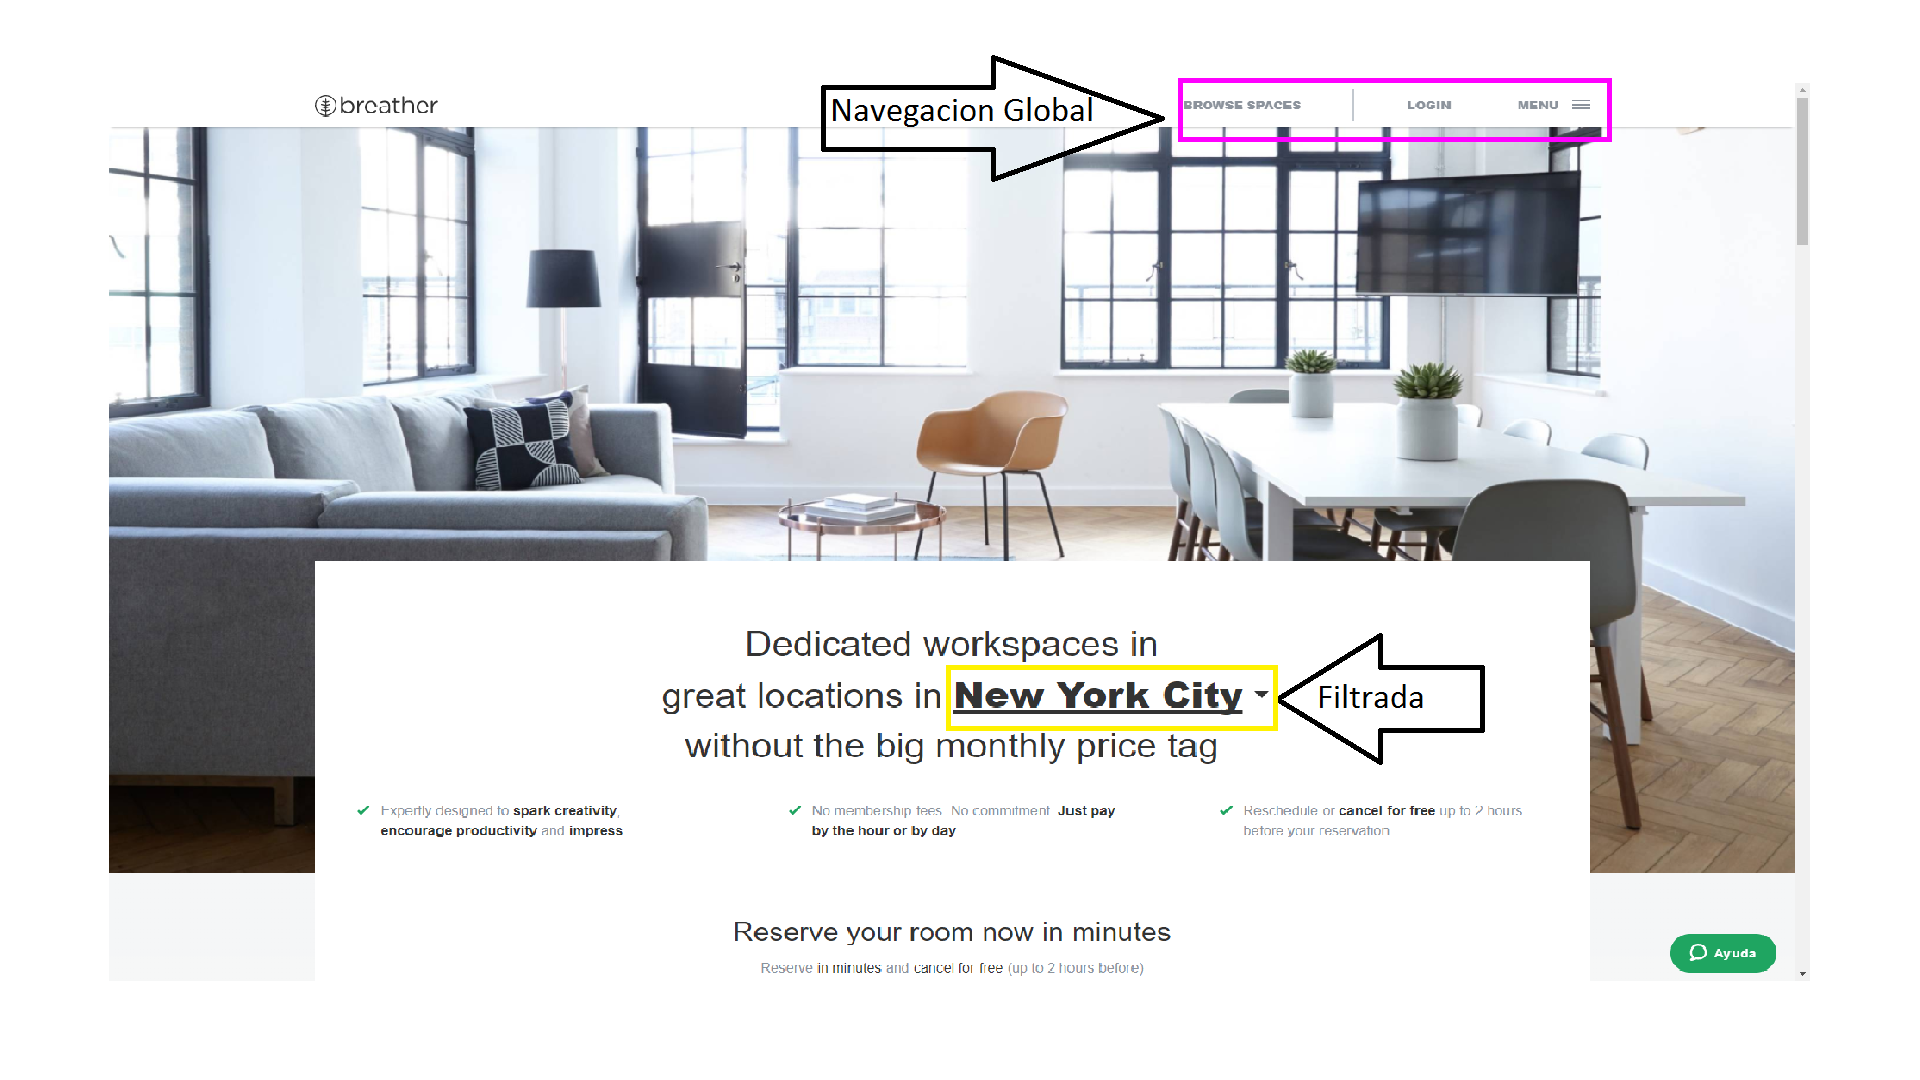 breather
Navegacion Global
BROWSE SPACES
LOGIN
MENU
Dedicated workspaces in
great locations in New York City
Filtrada
without the big monthly price tag
Expertly designed to spark creativity,
encourage productivity and impress
No membership fees. No commitment. Just pay
by the hour or by day
Reschedule or cancel for free up to 2 hours
before your reservation
Reserve your room now in minutes
Reserve in minutes and cancel for free (up to 2 hours before)
Ayuda